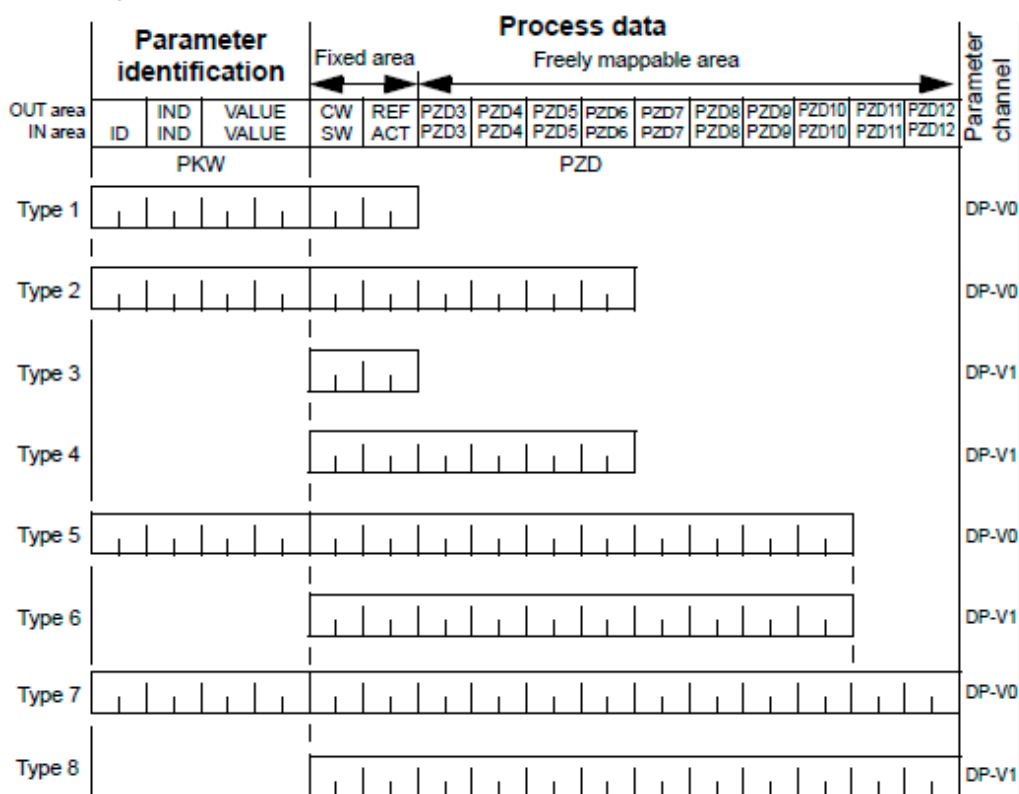 Parameter
identification
Process data
Fixed area
Freely mappable area
Parameter
channel
OUT area IND VALUE CW REF PZD3 PZD4 PZD5 PZD6 PZD7 PZD8 PZD9 PZD10 PZD11 PZD12
IN area ID IND VALUE SW ACT PZD3 PZD4 PZD5 PZD6 PZD7 PZD8 PZD9 PZD10 PZD11 PZD12
PKW PZD
Type 1 DP-V0
Type 2 DP-V0
Type 3 DP-V1
Type 4 DP-V1
Type 5 DP-V0
Type 6 DP-V1
Type 7 DP-V0
Type 8 DP-V1